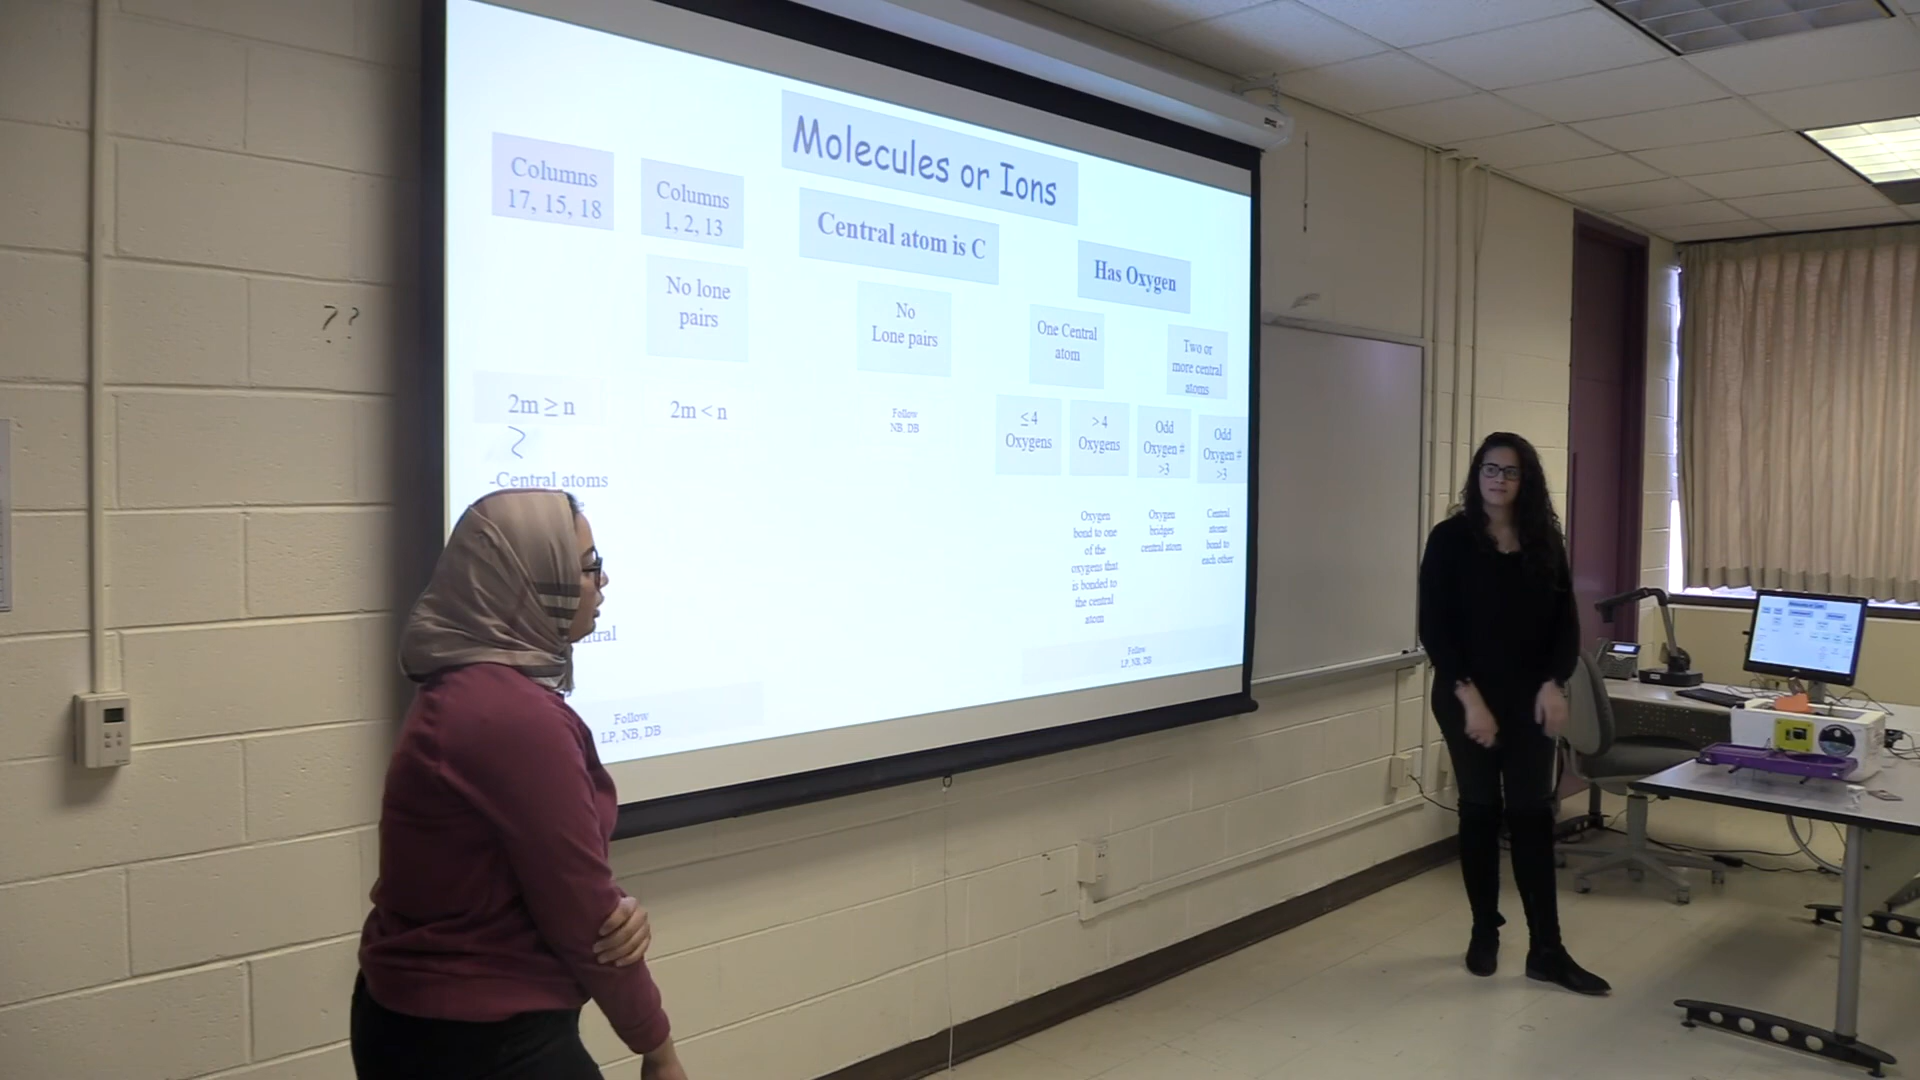 Molecules or Ions
Columns
17, 15, 18
Columns
1, 2, 13
Central atom is C
Has Oxygen
No lone
pairs
No
Lone pairs
One Central
atom
Two or
more central
atoms
??
2m ≥ n
2m < n
Follow
NB, DB
≤ 4
Oxygens
> 4
Oxygens
Odd
Oxygen #
>3
Odd
Oxygen #
>3
-Central atoms
Oxygen
bond to one
of the
oxygens that
is bonded to
the central
atom
Oxygen
bridges
central atom
Central
atoms
bond to
each other
Follow
LP, NB, DB
Follow
LP, NB, DB